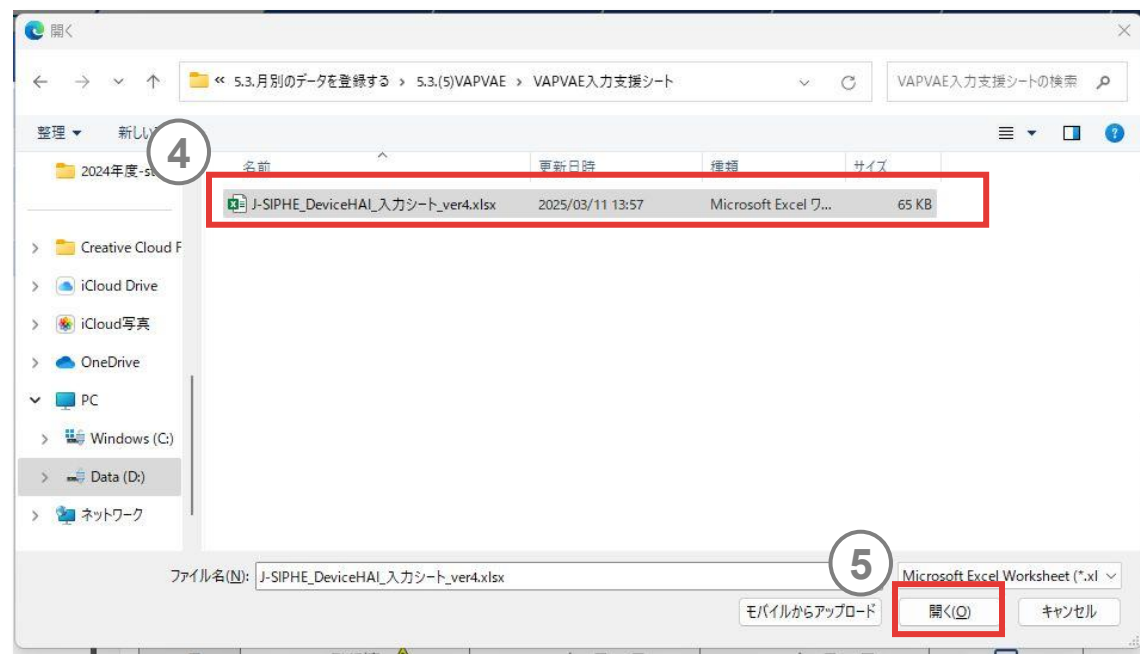 開く
« 5.3.月別のデータを登録する › 5.3.(5)VAPVAE › VAPVAE入力支援シート
VAPVAE入力支援シートの検索
整理
新しい
4
名前
更新日時
種類
サイズ
2024年度-s
J-SIPHE_DeviceHAI_入力シート_ver4.xlsx
2025/03/11 13:57
Microsoft Excel ワ...
65 KB
Creative Cloud F
iCloud Drive
iCloud写真
OneDrive
PC
Windows (C:)
Data (D:)
ネットワーク
5
ファイル名(N):
J-SIPHE_DeviceHAI_入力シート_ver4.xlsx
Microsoft Excel Worksheet (*.xl
モバイルからアップロード
開く(O)
キャンセル